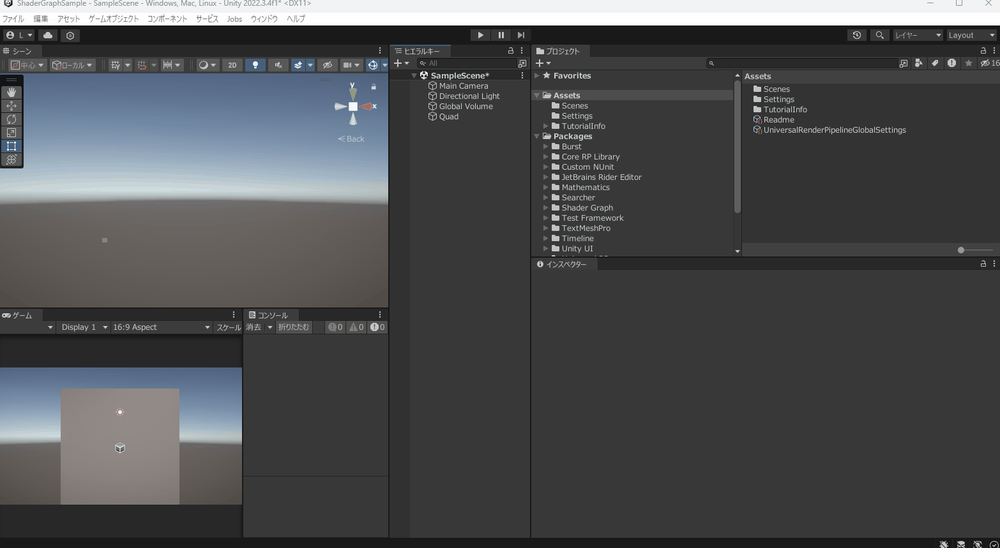 ShaderGraphSample - SampleScene - Windows, Mac, Linux - Unity 2022.3.4f1* <DX11>
ファイル 編集 アセット ゲームオブジェクト コンポーネント サービス Jobs ウィンドウ ヘルプ
L レイヤー Layout
シーン
中心 ローカル 2D
y
x
Back
ヒエラルキー
All
SampleScene*
Main Camera
Directional Light
Global Volume
Quad
プロジェクト
16
Favorites
Assets
Scenes
Settings
TutorialInfo
Packages
Burst
Core RP Library
Custom NUnit
JetBrains Rider Editor
Mathematics
Searcher
Shader Graph
Test Framework
TextMeshPro
Timeline
Unity UI
Assets
Scenes
Settings
TutorialInfo
Readme
UniversalRenderPipelineGlobalSettings
インスペクター
ゲーム
Display 1 16:9 Aspect スケール
コンソール
消去 折りたたむ 0 0 0